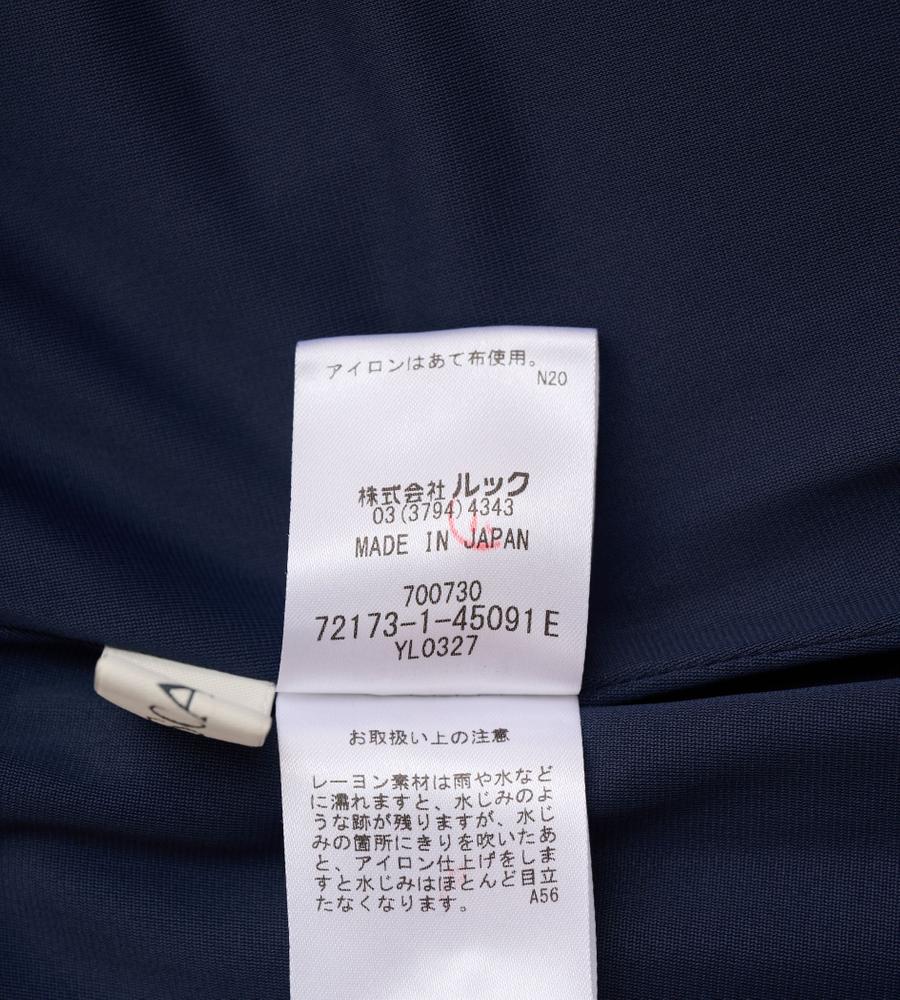 アイロンはあて布使用。
N20
株式会社ルック
03(3794)4343
MADE IN JAPAN
700730
72173-1-45091E
YL0327
お取扱い上の注意
レーヨン素材は雨や水など
に濡れますと、水じみのよ
うな跡が残りますが、水じ
みの箇所にきりを吹いたあ
と、アイロン仕上げをしま
すと水じみはほとんど目立
たなくなります。
A56